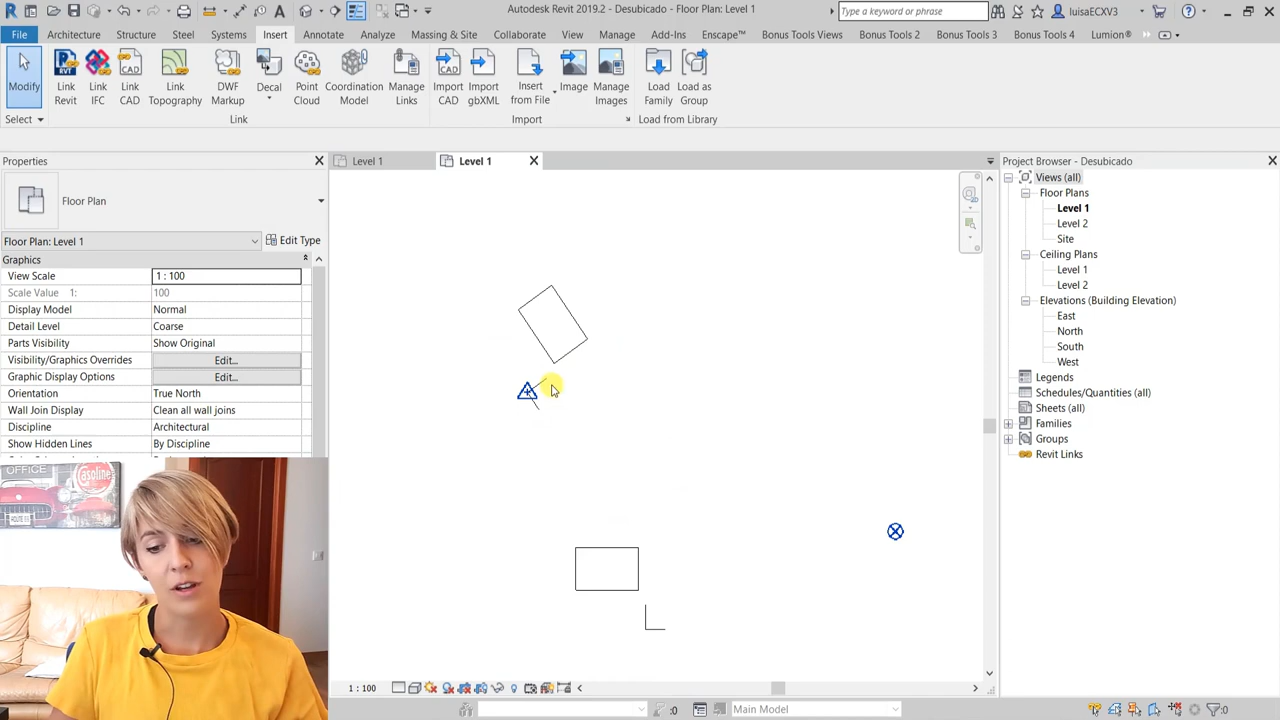 Autodesk Revit 2019.2 - Desubicado - Floor Plan: Level 1
Type a keyword or phrase
luisaECXV3
File Architecture Structure Steel Systems Insert Annotate Analyze Massing & Site Collaborate View Manage Add-Ins Enscape™ Bonus Tools Views Bonus Tools 2 Bonus Tools 3 Bonus Tools 4 Lumion®
Modify
Link Revit
Link IFC
Link CAD
Link Topography
DWF Markup
Decal
Point Cloud
Coordination Model
Manage Links
Import CAD
Import gbXML
Insert from File
Image
Manage Images
Load Family
Load as Group
Select Link Import Load from Library
Properties
Level 1 Level 1
Floor Plan
Floor Plan: Level 1 Edit Type
Graphics
View Scale 1 : 100
Scale Value 1: 100
Display Model Normal
Detail Level Coarse
Parts Visibility Show Original
Visibility/Graphics Overrides Edit...
Graphic Display Options Edit...
Orientation True North
Wall Join Display Clean all wall joins
Discipline Architectural
Show Hidden Lines By Discipline
Project Browser - Desubicado
Views (all)
Floor Plans
Level 1
Level 2
Site
Ceiling Plans
Level 1
Level 2
Elevations (Building Elevation)
East
North
South
West
Legends
Schedules/Quantities (all)
Sheets (all)
Families
Groups
Revit Links
OFFICE
Gasoline
1 : 100
:0
Main Model
:0